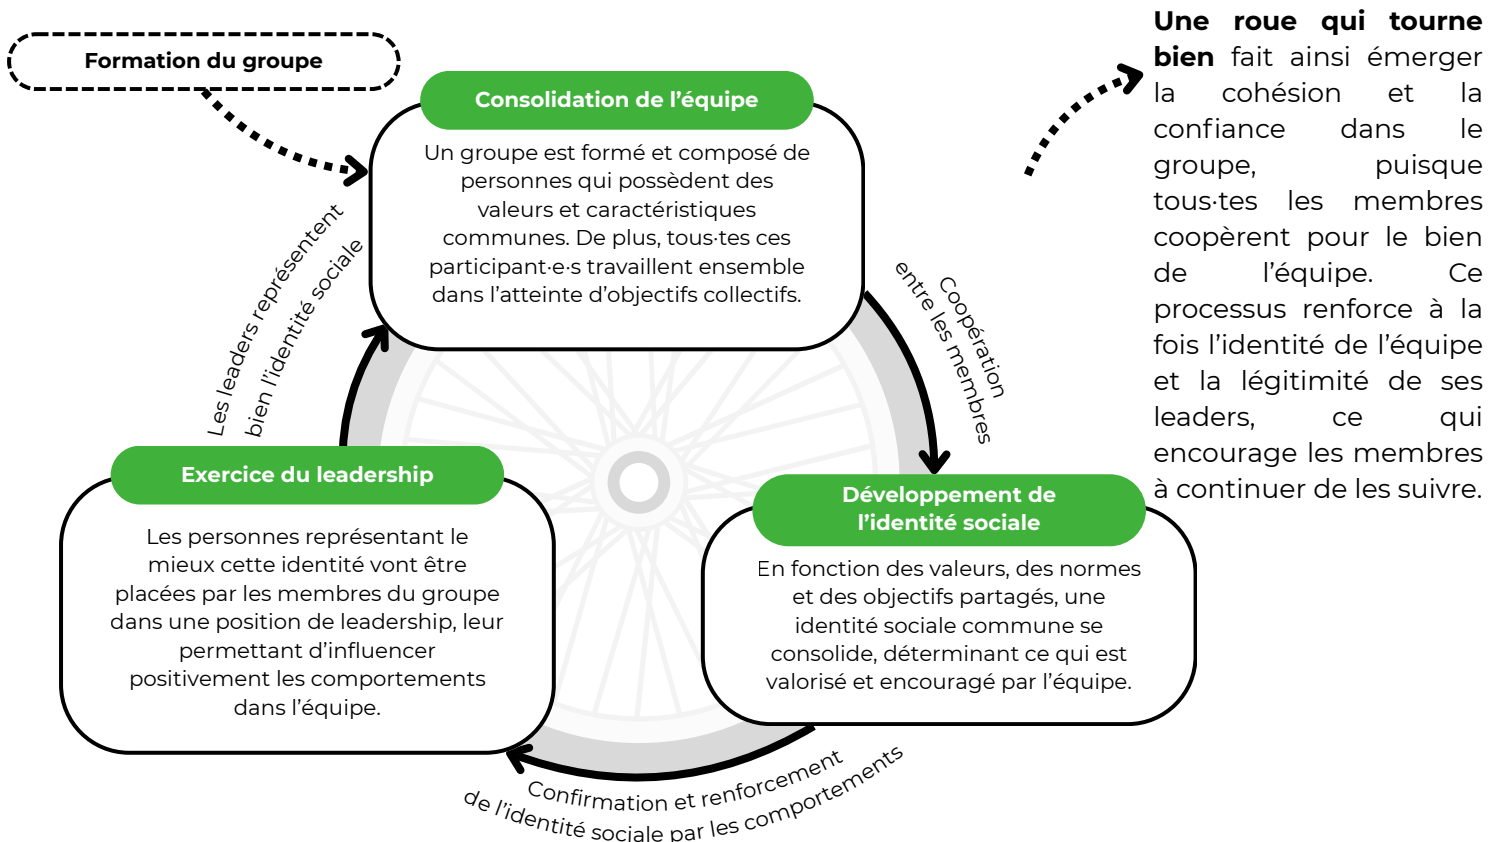 Formation du groupe
Consolidation de l’équipe
Un groupe est formé et composé de
personnes qui possèdent des
valeurs et caractéristiques
communes. De plus, tous·tes ces
participant·e·s travaillent ensemble
dans l’atteinte d’objectifs collectifs.
Coopération
entre les membres
Développement de
l’identité sociale
En fonction des valeurs, des normes
et des objectifs partagés, une
identité sociale commune se
consolide, déterminant ce qui est
valorisé et encouragé par l’équipe.
Confirmation et renforcement
de l’identité sociale par les comportements
Exercice du leadership
Les personnes représentant le
mieux cette identité vont être
placées par les membres du groupe
dans une position de leadership, leur
permettant d’influencer
positivement les comportements
dans l’équipe.
Les leaders représentent
bien l’identité sociale
Une roue qui tourne
bien fait ainsi émerger
la cohésion et la
confiance dans le
groupe, puisque
tous·tes les membres
coopèrent pour le bien
de l’équipe. Ce
processus renforce à la
fois l’identité de l’équipe
et la légitimité de ses
leaders, ce qui
encourage les membres
à continuer de les suivre.